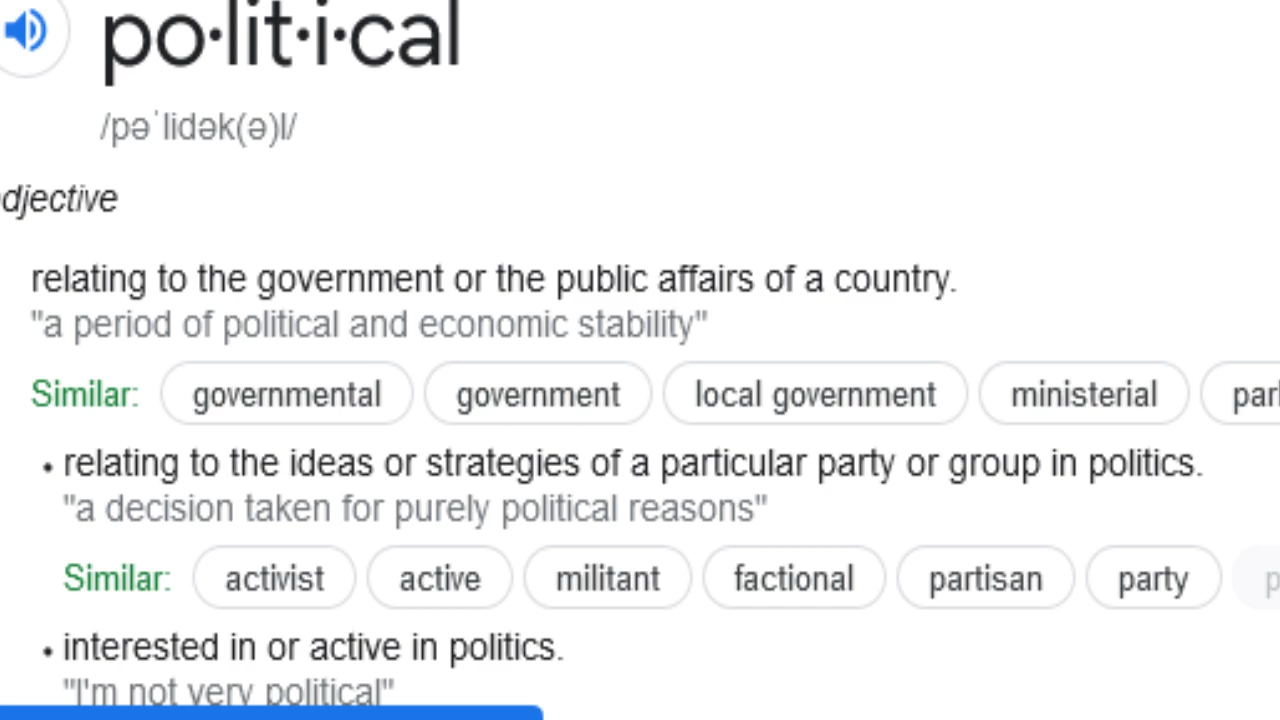 po·lit·i·cal
/pəˈlidək(ə)l/
djective
relating to the government or the public affairs of a country.
"a period of political and economic stability"
Similar: governmental government local government ministerial
• relating to the ideas or strategies of a particular party or group in politics.
"a decision taken for purely political reasons"
Similar: activist active militant factional partisan party
• interested in or active in politics.
"I'm not very political"